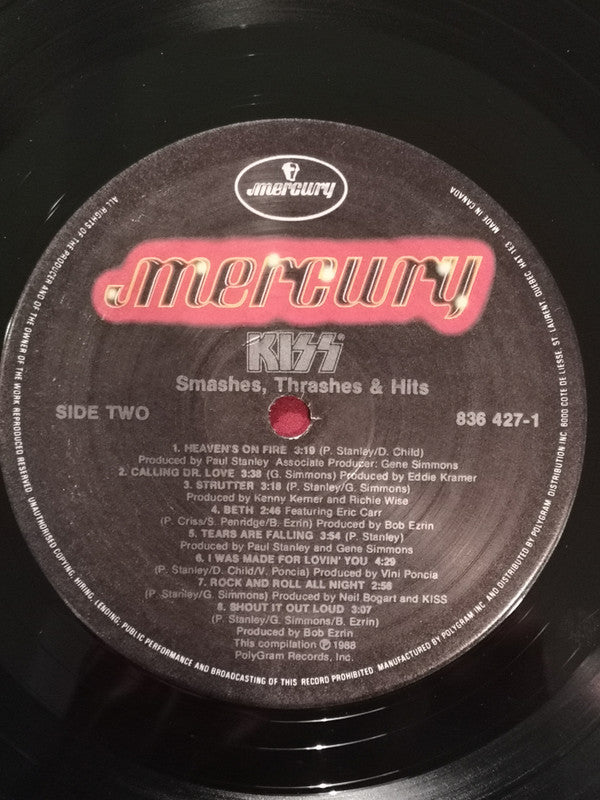 mercury
mercury
KISS®
Smashes, Thrashes & Hits
SIDE TWO
836 427-1
1. HEAVEN'S ON FIRE 3:19 (P. Stanley/D. Child)
Produced by Paul Stanley Associate Producer: Gene Simmons
2. CALLING DR. LOVE 3:38 (G. Simmons) Produced by Eddie Kramer
3. STRUTTER 3:18 (P. Stanley/G. Simmons)
Produced by Kenny Kerner and Richie Wise
4. BETH 2:46 Featuring Eric Carr
(P. Criss/S. Penridge/B. Ezrin) Produced by Bob Ezrin
5. TEARS ARE FALLING 3:54 (P. Stanley)
Produced by Paul Stanley and Gene Simmons
6. I WAS MADE FOR LOVIN' YOU 4:29
(P. Stanley/D. Child/V. Poncia) Produced by Vini Poncia
7. ROCK AND ROLL ALL NIGHT 2:58
(P. Stanley/G. Simmons) Produced by Neil Bogart and KISS
8. SHOUT IT OUT LOUD 3:07
(P. Stanley/G. Simmons/B. Ezrin)
Produced by Bob Ezrin
This compilation ℗ 1988
PolyGram Records, Inc.
ALL RIGHTS OF THE PRODUCER AND OF THE OWNER OF THE WORK REPRODUCED RESERVED. UNAUTHORISED COPYING, HIRING, LENDING, PUBLIC PERFORMANCE AND BROADCASTING OF THIS RECORD PROHIBITED. MANUFACTURED BY POLYGRAM INC. AND DISTRIBUTED BY POLYGRAM DISTRIBUTION INC. 6000 COTE DE LIESSE, ST. LAURENT QUEBEC H4T 1E3 MADE IN CANADA